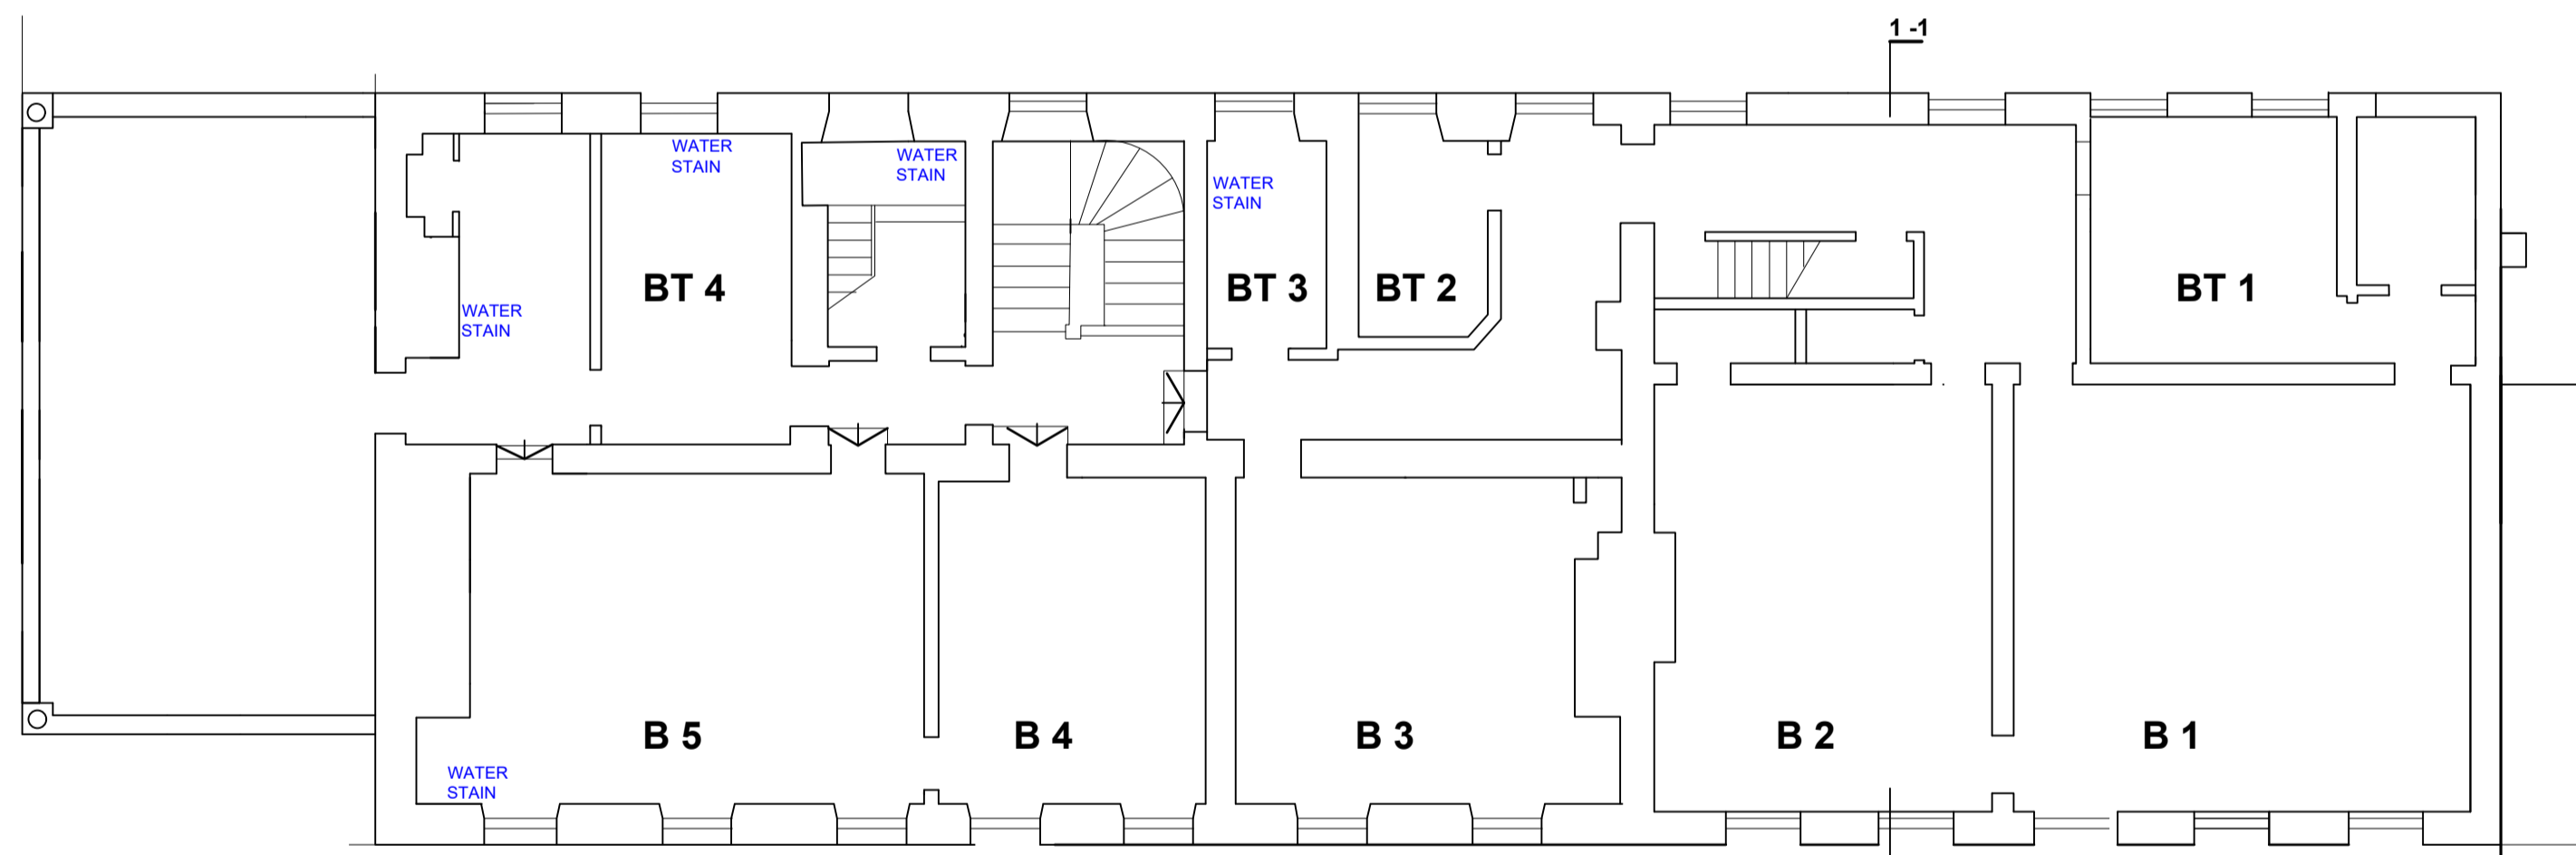 1 -1
WATER
STAIN
WATER
STAIN
WATER
STAIN
WATER
STAIN
BT 4
BT 3
BT 2
BT 1
B 5
B 4
B 3
B 2
B 1
WATER
STAIN